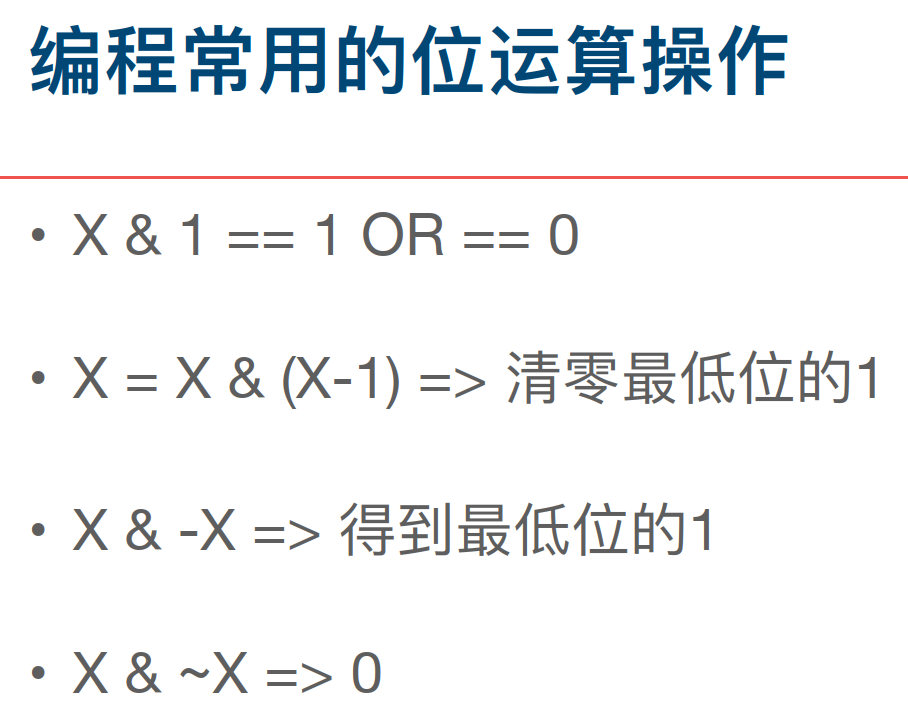 编程常用的位运算操作
• X & 1 == 1 OR == 0
• X = X & (X-1) => 清零最低位的1
• X & -X => 得到最低位的1
• X & ~X => 0